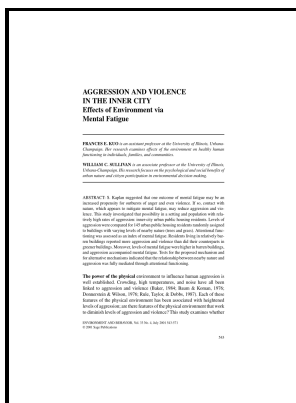 AGGRESSION AND VIOLENCE
IN THE INNER CITY
Effects of Environment via
Mental Fatigue
FRANCES E. KUO is an assistant professor at the University of Illinois, Urbana-
Champaign. Her research examines effects of the environment on healthy human
functioning in individuals, families, and communities.
WILLIAM C. SULLIVAN is an associate professor at the University of Illinois,
Urbana-Champaign. His research focuses on the psychological and social benefits of
urban nature and citizen participation in environmental decision making.
ABSTRACT: S. Kaplan suggested that one outcome of mental fatigue may be an
increased propensity for outbursts of anger and even violence. If so, contact with
nature, which appears to mitigate mental fatigue, may reduce aggression and vio-
lence. This study investigated that possibility in a setting and population with rela-
tively high rates of aggression: inner-city urban public housing residents. Levels of
aggression were compared for 145 urban public housing residents randomly assigned
to buildings with varying levels of nearby nature (trees and grass). Attentional func-
tioning was assessed as an index of mental fatigue. Residents living in relatively bar-
ren buildings reported more aggression and violence than did their counterparts in
greener buildings. Moreover, levels of mental fatigue were higher in barren buildings,
and aggression accompanied mental fatigue. Tests for the proposed mechanism and
for alternative mechanisms indicated that the relationship between nearby nature and
aggression was fully mediated through attentional functioning.
The power of the physical environment to influence human aggression is
well established. Crowding, high temperatures, and noise have all been
linked to aggression and violence (Baker, 1984; Baum & Koman, 1976;
Donnerstein & Wilson, 1976; Rule, Taylor, & Dobbs, 1987). Each of these
features of the physical environment has been associated with heightened
levels of aggression; are there features of the physical environment that work
to diminish levels of aggression and violence? This study examines whether
ENVIRONMENT AND BEHAVIOR, Vol. 33 No. 4, July 2001 543-571
© 2001 Sage Publications
543